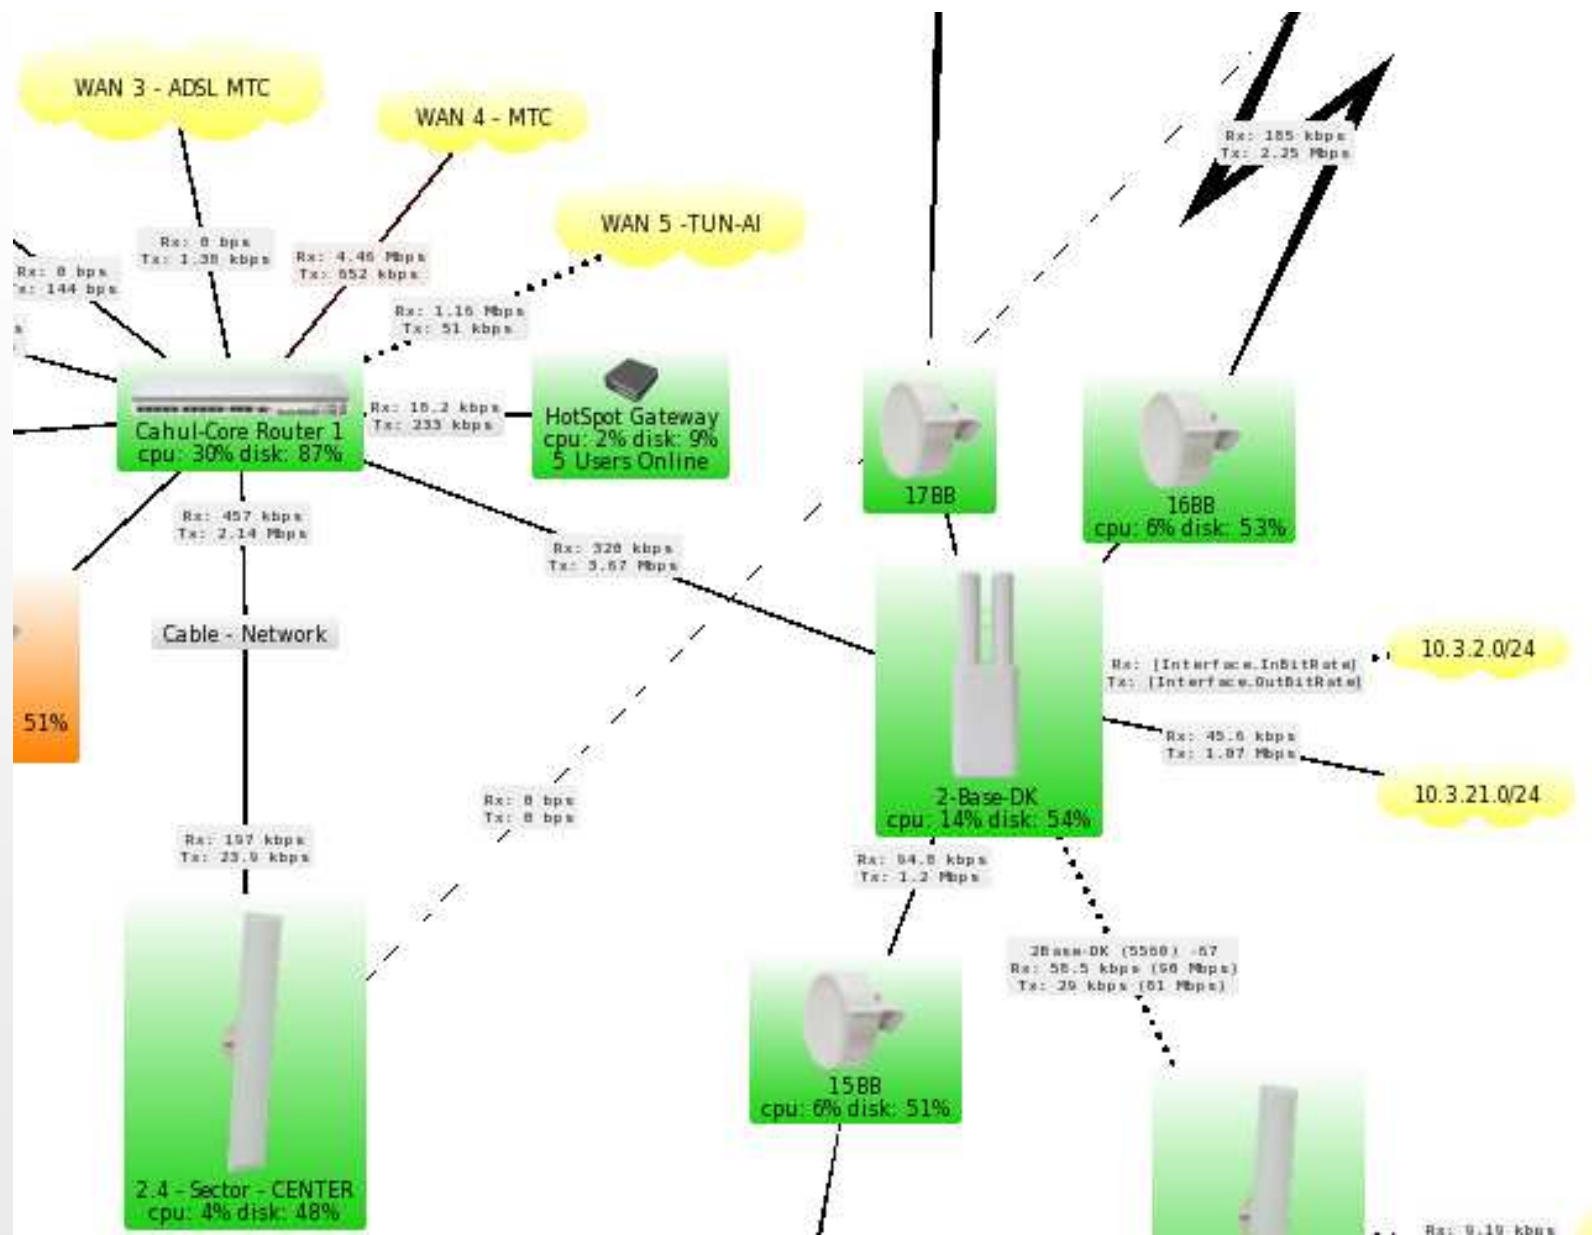 WAN 3 - ADSL MTC
WAN 4 - MTC
Rx: 185 kbps
Tx: 2.25 Mbps
WAN 5 -TUN-AI
Rx: 0 bps
Tx: 1.38 kbps
Rx: 4.46 Mbps
Tx: 652 kbps
Rx: 0 bps
Tx: 144 bps
Rx: 1.16 Mbps
Tx: 51 kbps
Cahul-Core Router 1
cpu: 30% disk: 87%
Rx: 18.2 kbps
Tx: 233 kbps
HotSpot Gateway
cpu: 2% disk: 9%
5 Users Online
17BB
16BB
cpu: 6% disk: 53%
Rx: 457 kbps
Tx: 2.14 Mbps
Rx: 320 kbps
Tx: 3.67 Mbps
Cable - Network
51%
Rx: [Interface.InBitRate]
Tx: [Interface.OutBitRate]
10.3.2.0/24
Rx: 45.6 kbps
Tx: 1.07 Mbps
10.3.21.0/24
2-Base-DK
cpu: 14% disk: 54%
Rx: 0 bps
Tx: 0 bps
Rx: 197 kbps
Tx: 23.9 kbps
Rx: 94.8 kbps
Tx: 1.2 Mbps
2Base-DK (5560) -67
Rx: 58.5 kbps (90 Mbps)
Tx: 29 kbps (81 Mbps)
15BB
cpu: 6% disk: 51%
2.4 - Sector - CENTER
cpu: 4% disk: 48%
Rx: 9.19 kbps